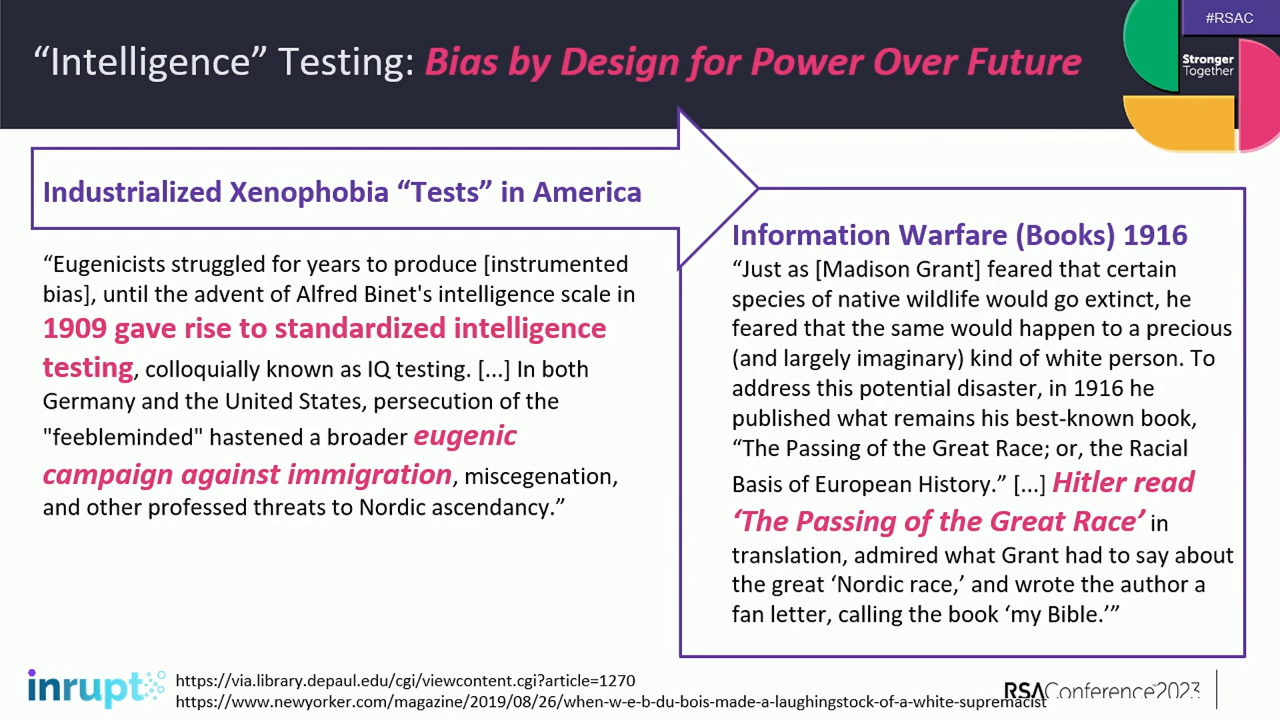 #RSAC
“Intelligence” Testing: Bias by Design for Power Over Future
Stronger
Together
Industrialized Xenophobia “Tests” in America
“Eugenicists struggled for years to produce [instrumented
bias], until the advent of Alfred Binet's intelligence scale in
1909 gave rise to standardized intelligence
testing, colloquially known as IQ testing. [...] In both
Germany and the United States, persecution of the
"feebleminded" hastened a broader eugenic
campaign against immigration, miscegenation,
and other professed threats to Nordic ascendancy.”
Information Warfare (Books) 1916
“Just as [Madison Grant] feared that certain
species of native wildlife would go extinct, he
feared that the same would happen to a precious
(and largely imaginary) kind of white person. To
address this potential disaster, in 1916 he
published what remains his best-known book,
“The Passing of the Great Race; or, the Racial
Basis of European History.” [...] Hitler read
‘The Passing of the Great Race’ in
translation, admired what Grant had to say about
the great ‘Nordic race,’ and wrote the author a
fan letter, calling the book ‘my Bible.’”
inrupt
https://via.library.depaul.edu/cgi/viewcontent.cgi?article=1270
https://www.newyorker.com/magazine/2019/08/26/when-w-e-b-du-bois-made-a-laughingstock-of-a-white-supremacist
RSAConference™2023